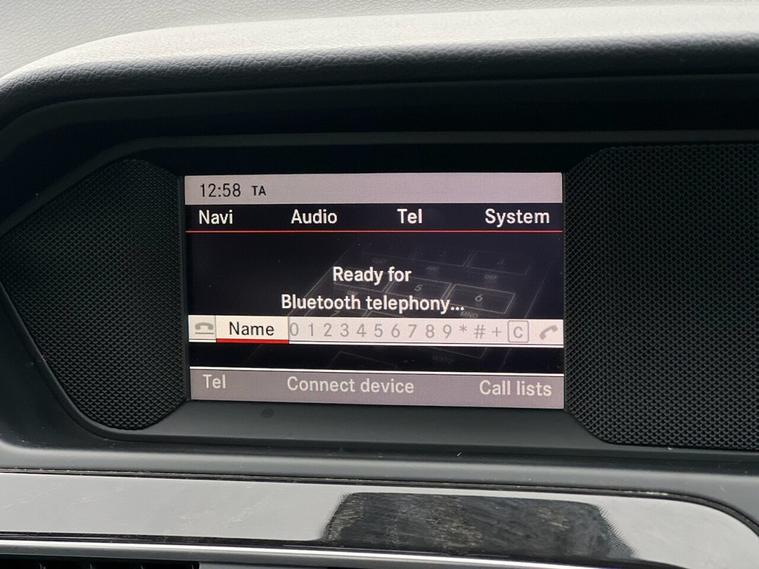 12:58 TA
Navi Audio Tel System
Ready for
Bluetooth telephony...
Name 0 1 2 3 4 5 6 7 8 9 * # + C
Tel Connect device Call lists